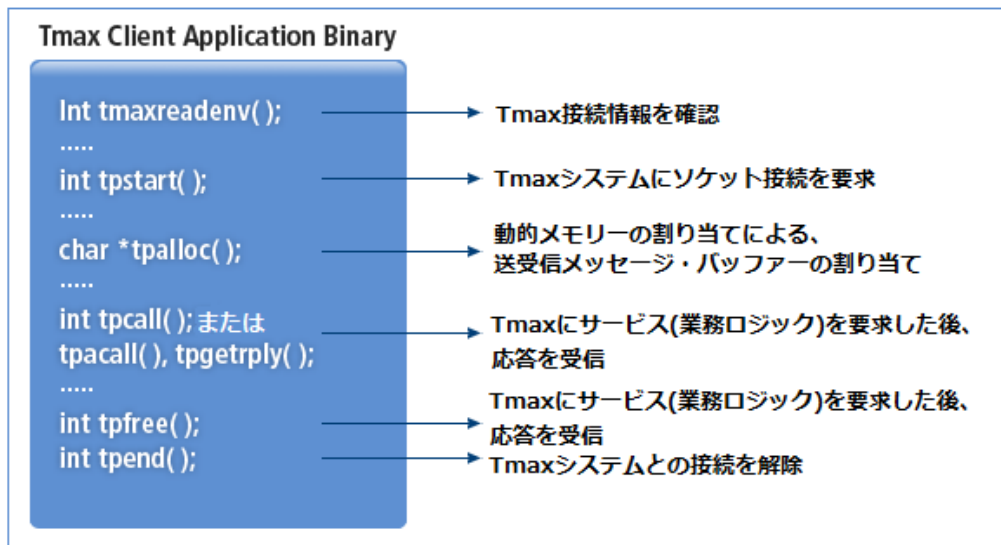 Tmax Client Application Binary
Int tmaxreadenv( );
Tmax接続情報を確認
.....
int tpstart( );
Tmaxシステムにソケット接続を要求
.....
char *tpalloc( );
動的メモリーの割り当てによる、
送受信メッセージ・バッファーの割り当て
.....
int tpcall( ); または
tpacall( ), tpgetrply( );
Tmaxにサービス(業務ロジック)を要求した後、
応答を受信
.....
int tpfree( );
Tmaxにサービス(業務ロジック)を要求した後、
応答を受信
int tpend( );
Tmaxシステムとの接続を解除